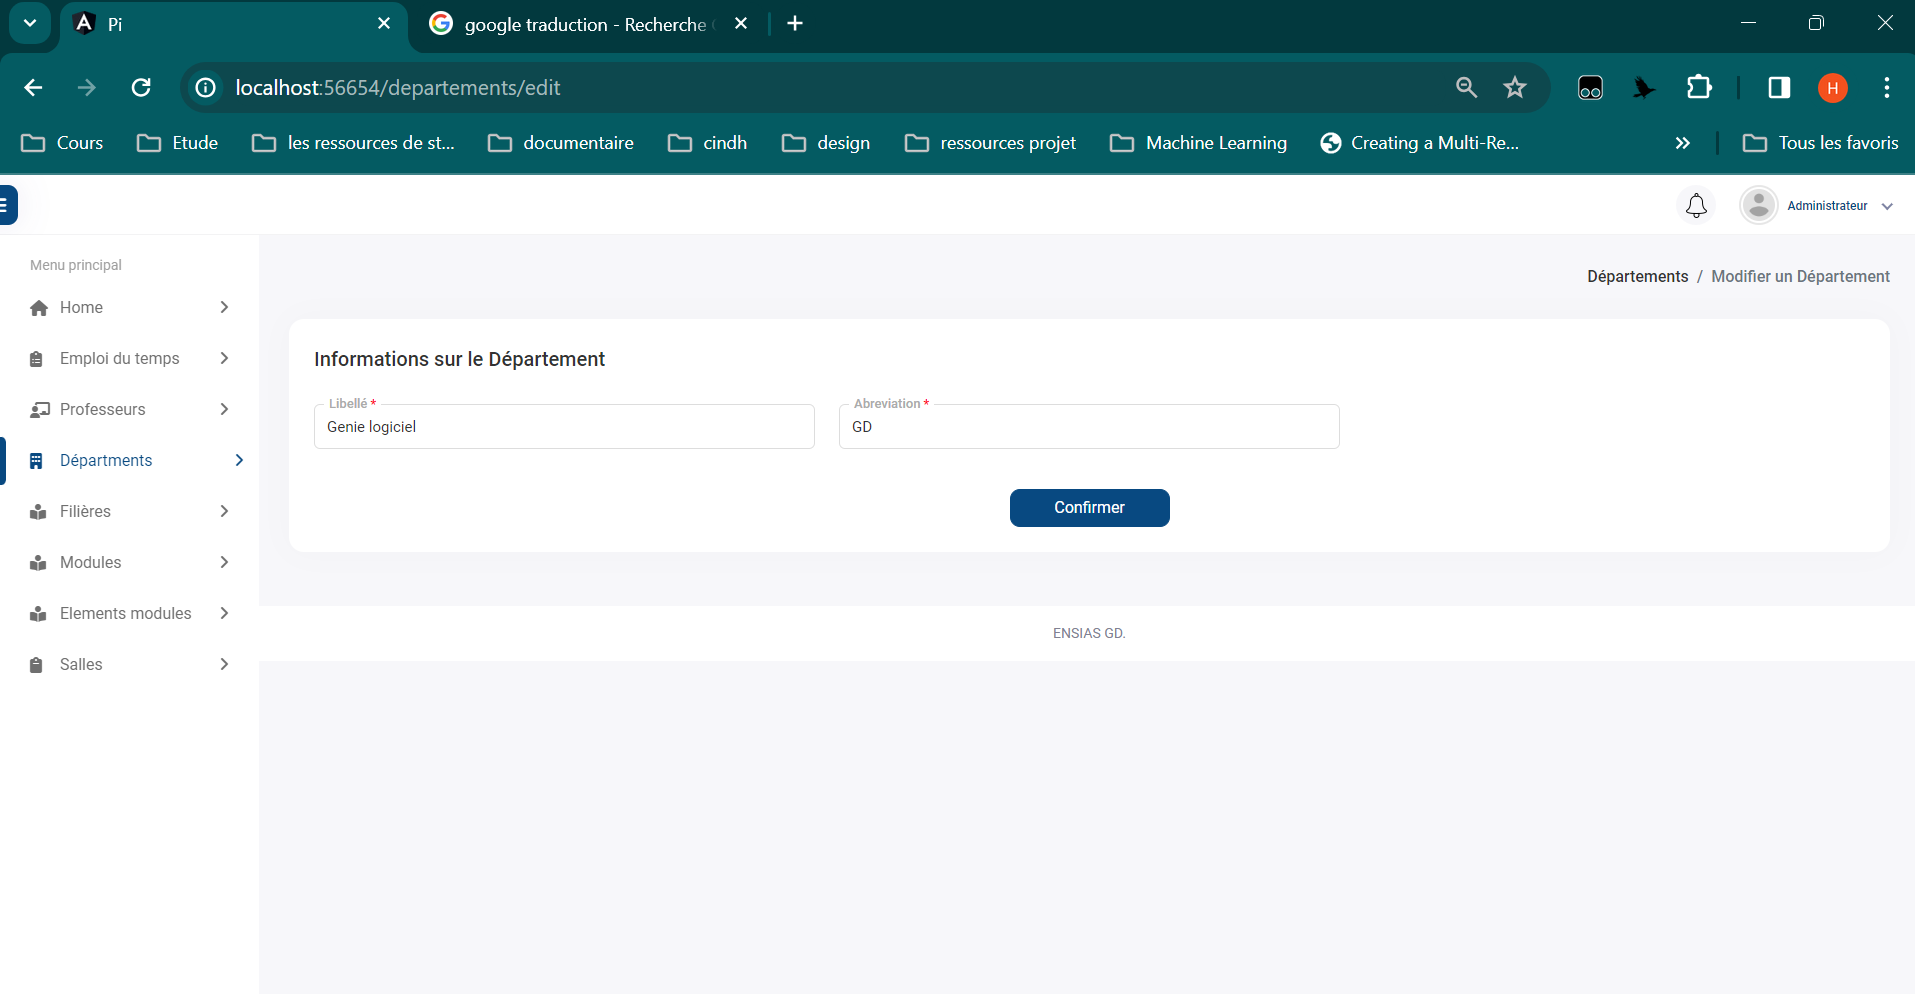 Pi
google traduction - Recherche
localhost:56654/departements/edit
H
Cours
Etude
les ressources de st...
documentaire
cindh
design
ressources projet
Machine Learning
Creating a Multi-Re...
Tous les favoris
Administrateur
Menu principal
Home
Emploi du temps
Professeurs
Départments
Filières
Modules
Elements modules
Salles
Départements / Modifier un Département
Informations sur le Département
Libellé *
Genie logiciel
Abreviation *
GD
Confirmer
ENSIAS GD.